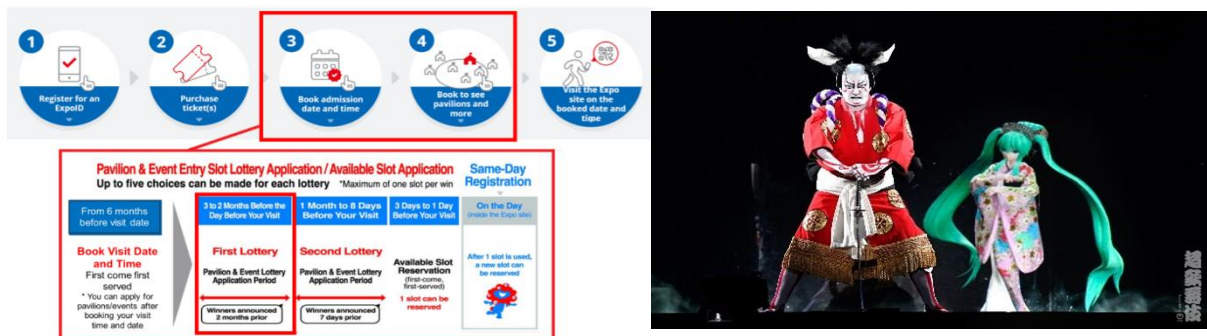 1
Register for an
ExpoID
2
Purchase
ticket(s)
3
Book admission
date and time
4
Book to see
pavilions and
more
5
Visit the Expo
site on the
booked date and
time
Pavilion & Event Entry Slot Lottery Application / Available Slot Application
Up to five choices can be made for each lottery *Maximum of one slot per win
Same-Day
Registration
From 6 months
before visit date
3 to 2 Months Before the
Day Before Your Visit
1 Month to 8 Days
Before Your Visit
3 Days to 1 Day
Before Your Visit
On the Day
(inside the Expo site)
Book Visit Date
and Time
First come first
served
* You can apply for
pavilions/events after
booking your visit
time and date
First Lottery
Pavilion & Event Lottery
Application Period
Winners announced
2 months prior
Second Lottery
Pavilion & Event Lottery
Application Period
Winners announced
7 days prior
Available Slot
Reservation
(first-come,
first-served)
1 slot can be
reserved
After 1 slot is used,
a new slot can
be reserved